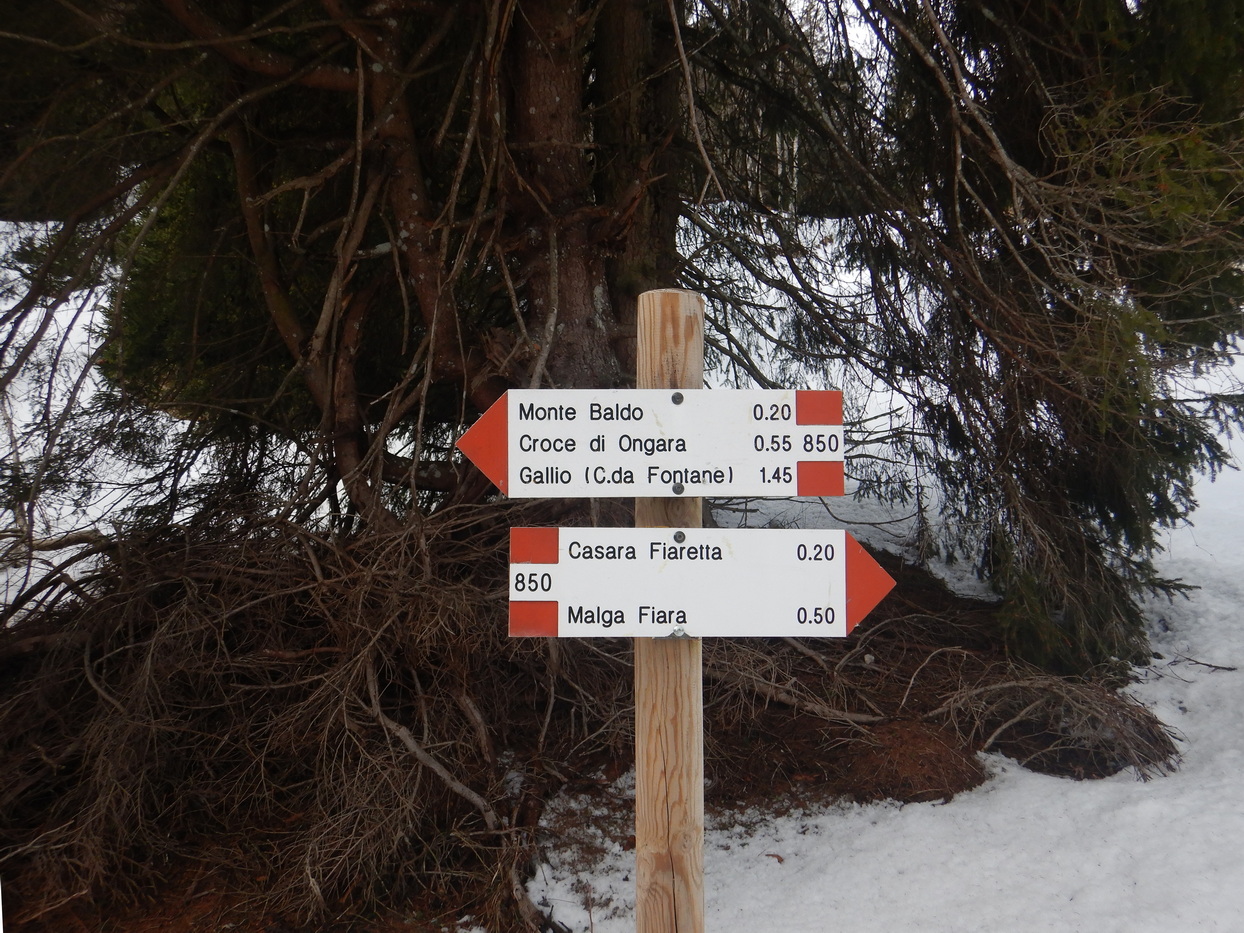 Monte Baldo 0.20
Croce di Ongara 0.55 850
Gallio (C.da Fontane) 1.45
Casara Fiaretta 0.20
850
Malga Fiara 0.50